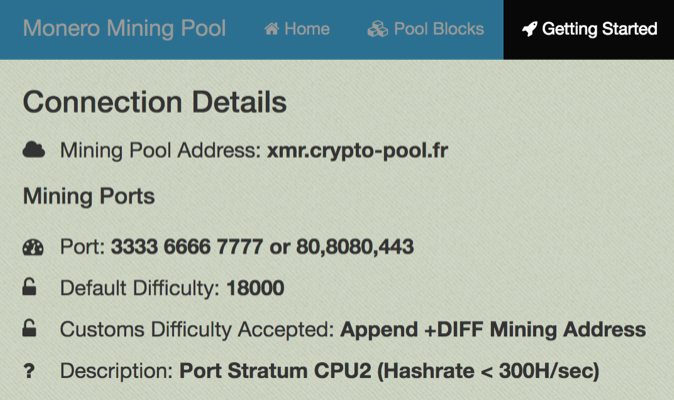 Monero Mining Pool Home Pool Blocks Getting Started
Connection Details
Mining Pool Address: xmr.crypto-pool.fr
Mining Ports
Port: 3333 6666 7777 or 80,8080,443
Default Difficulty: 18000
Customs Difficulty Accepted: Append +DIFF Mining Address
? Description: Port Stratum CPU2 (Hashrate < 300H/sec)